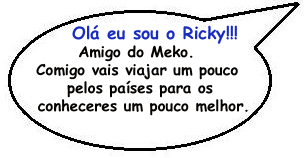 Olá eu sou o Ricky!!!
Amigo do Meko.
Comigo vais viajar um pouco
pelos países para os
conheceres um pouco melhor.